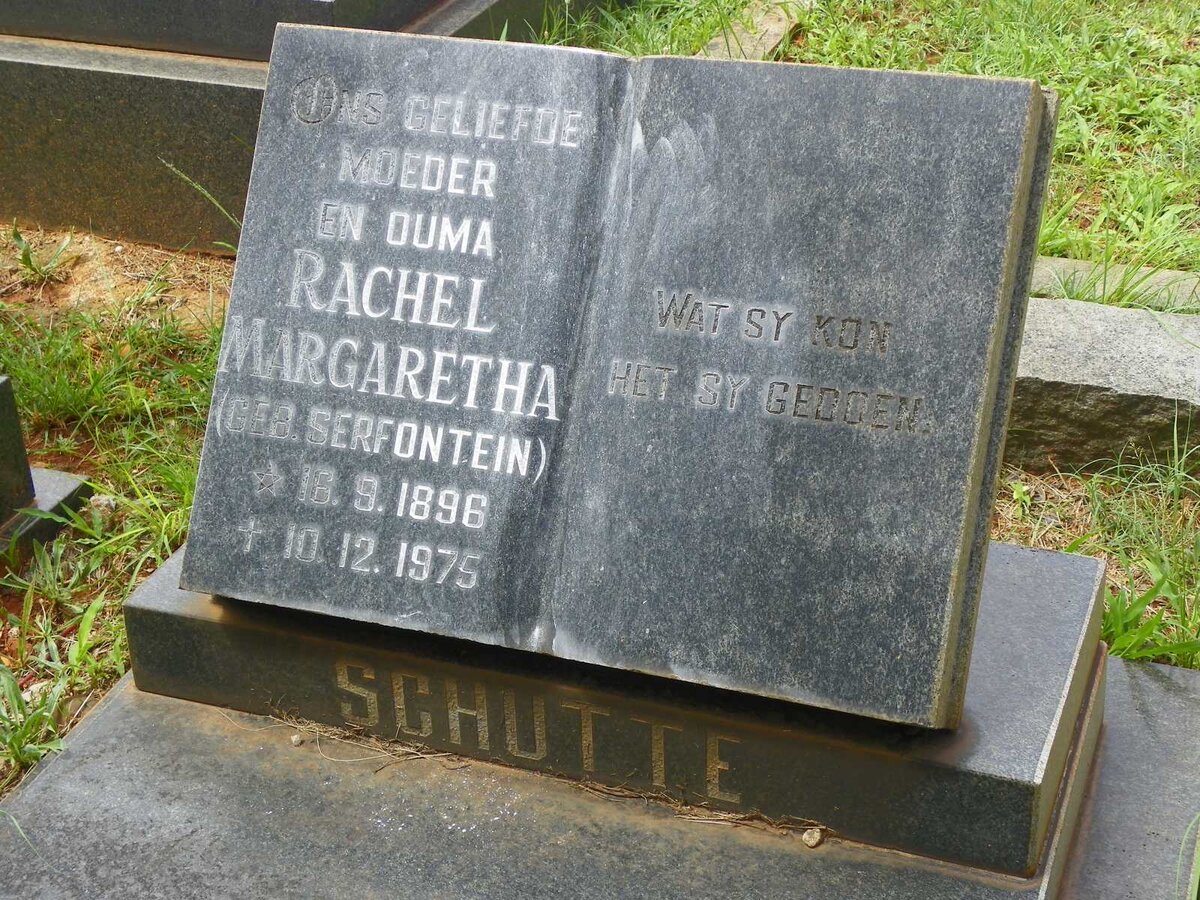 ONS GELIEFDE
MOEDER
EN OUMA
RACHEL
MARGARETHA
(GEB. SERFONTEIN)
☆ 16. 9. 1896
† 10. 12. 1975
WAT SY KON
HET SY GEDOEN.
SCHUTTE